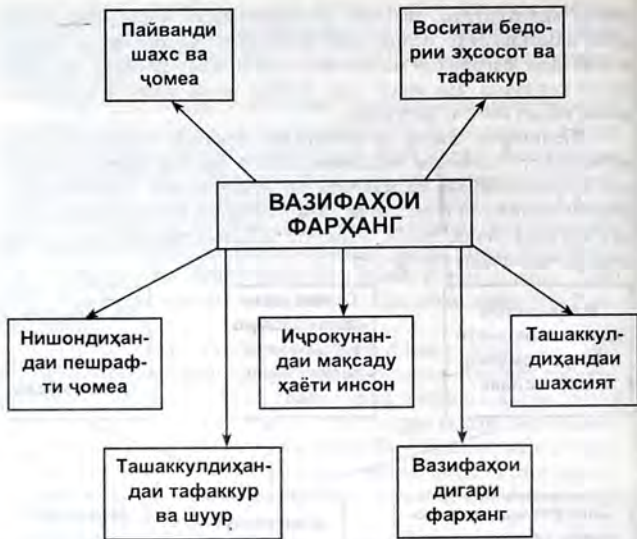 Пайванди
шахс ва
ҷомеа
Воситаи бедо-
рии эҳсосот ва
тафаккур
ВАЗИФАҲОИ
ФАРҲАНГ
Нишондиҳан-
даи пешраф-
ти ҷомеа
Иҷрокунан-
даи мақсаду
ҳаёти инсон
Ташаккул-
диҳандаи
шахсият
Ташаккулдиҳан-
даи тафаккур
ва шуур
Вазифаҳои
дигари
фарҳанг